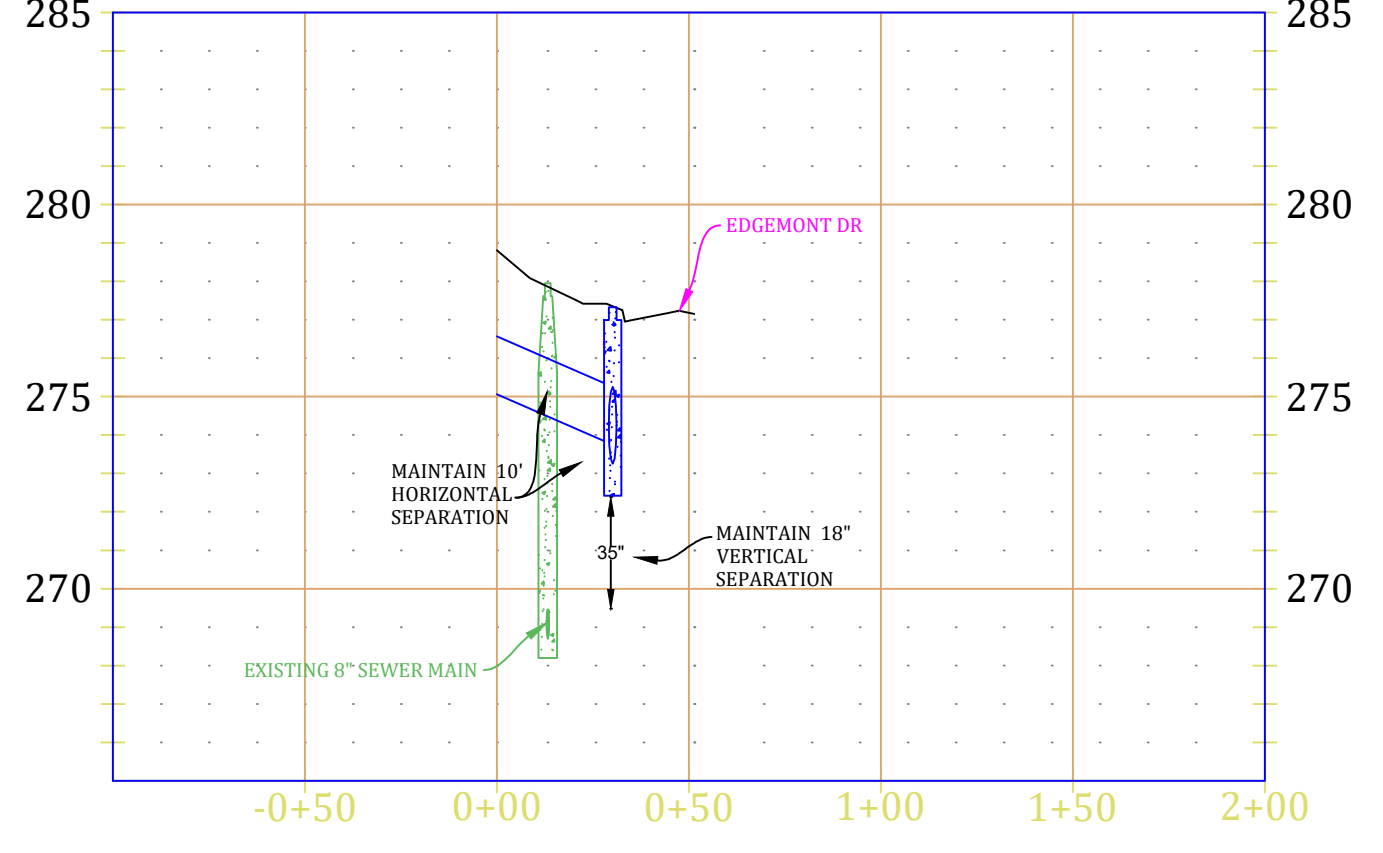 285
285
280
280
EDGEMONT DR
275
275
MAINTAIN 10'
HORIZONTAL
SEPARATION
35"
MAINTAIN 18"
VERTICAL
SEPARATION
270
270
EXISTING 8" SEWER MAIN
-0+50
0+00
0+50
1+00
1+50
2+00